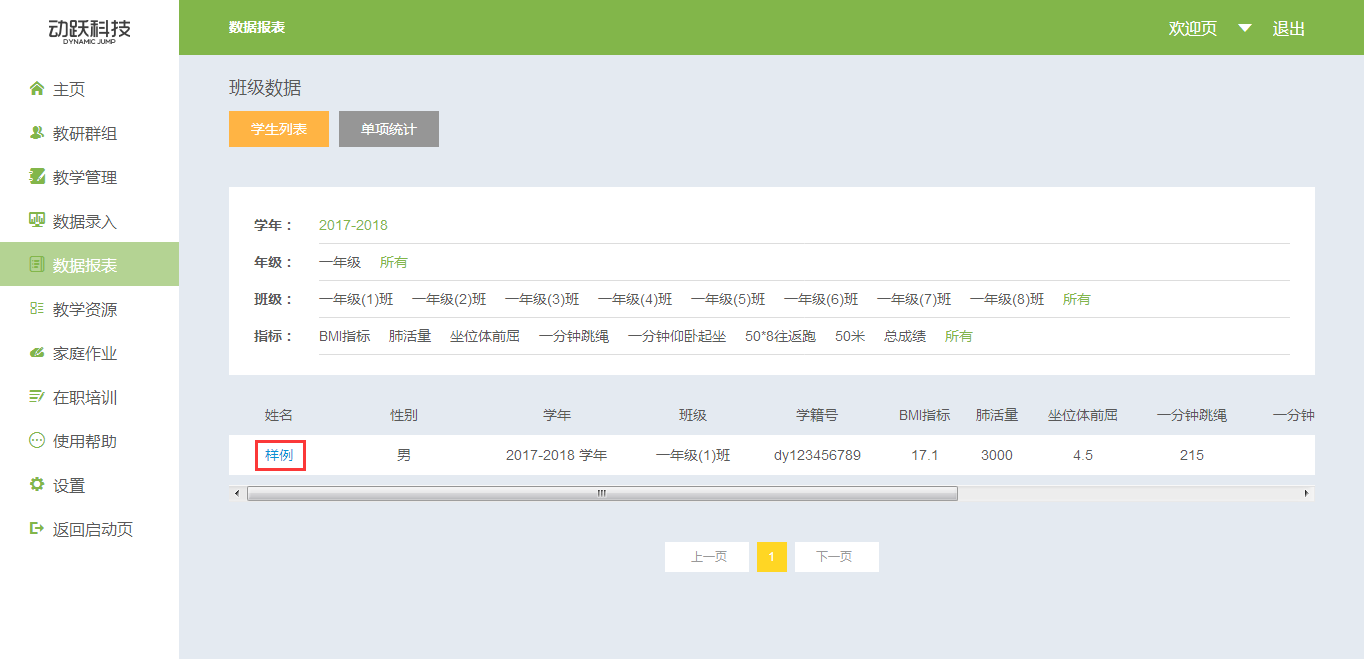 动跃科技
DYNAMIC JUMP
数据报表
欢迎页 退出
主页
教研群组
教学管理
数据录入
数据报表
教学资源
家庭作业
在职培训
使用帮助
设置
返回启动页
班级数据
学生列表 单项统计
学年： 2017-2018
年级： 一年级 所有
班级： 一年级(1)班 一年级(2)班 一年级(3)班 一年级(4)班 一年级(5)班 一年级(6)班 一年级(7)班 一年级(8)班 所有
指标： BMI指标 肺活量 坐位体前屈 一分钟跳绳 一分钟仰卧起坐 50*8往返跑 50米 总成绩 所有
姓名 性别 学年 班级 学籍号 BMI指标 肺活量 坐位体前屈 一分钟跳绳 一分钟
样例 男 2017-2018 学年 一年级(1)班 dy123456789 17.1 3000 4.5 215
上一页 1 下一页